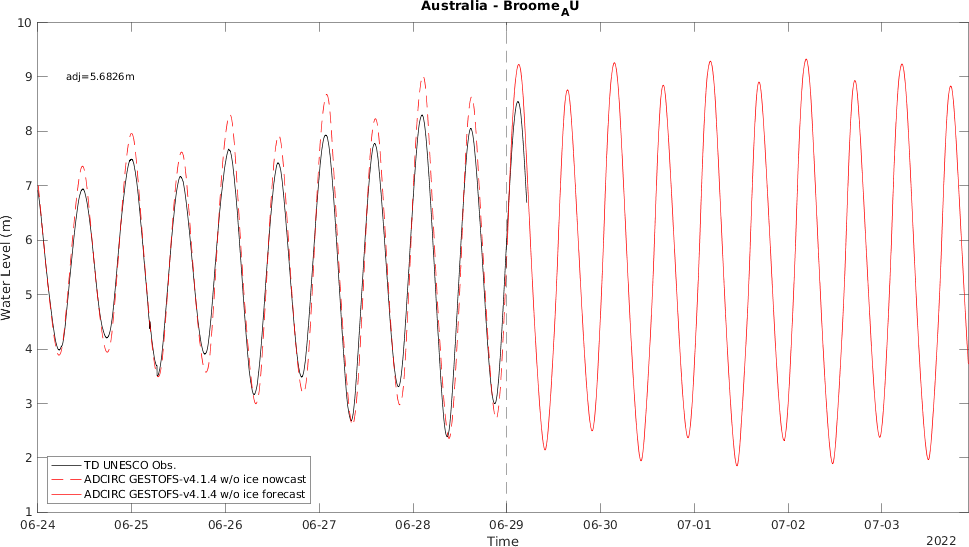 Australia - Broome_AU
10
adj=5.6826m
9
8
7
6
5
4
3
2
1
Water Level (m)
TD UNESCO Obs.
ADCIRC GESTOFS-v4.1.4 w/o ice nowcast
ADCIRC GESTOFS-v4.1.4 w/o ice forecast
06-24 06-25 06-26 06-27 06-28 06-29 06-30 07-01 07-02 07-03
Time
2022